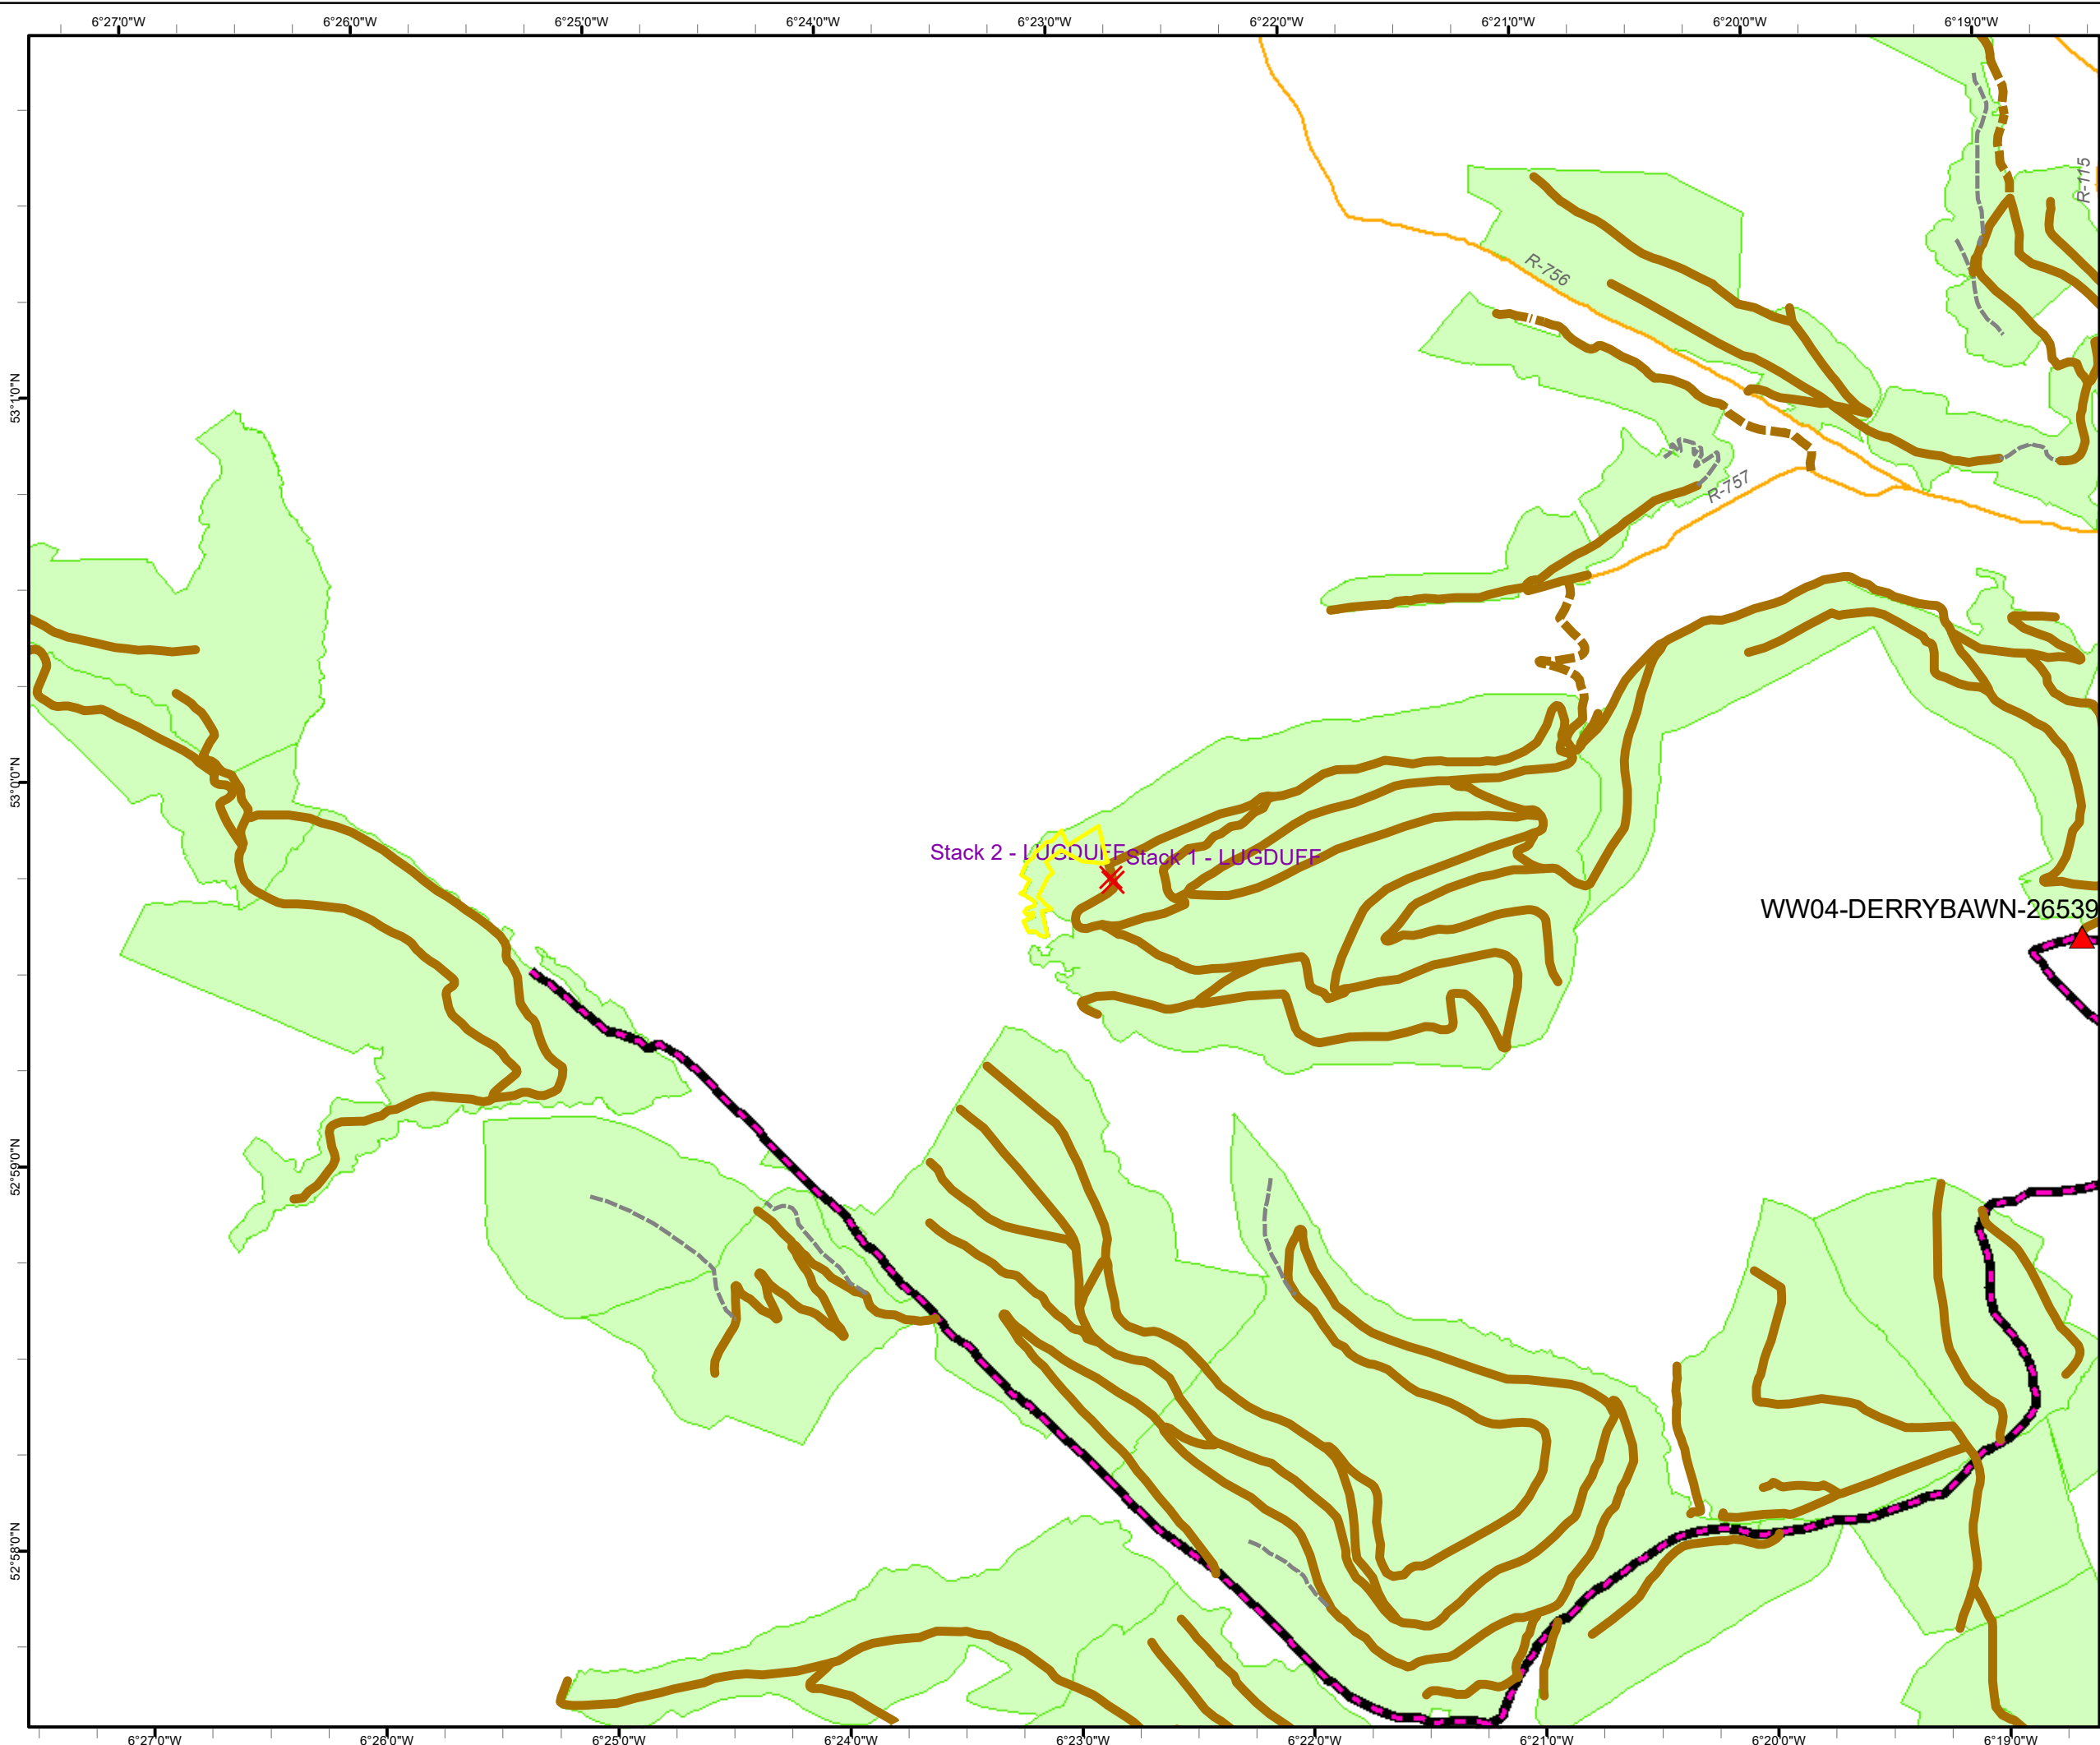 6°27'0"W 6°26'0"W 6°25'0"W 6°24'0"W 6°23'0"W 6°22'0"W 6°21'0"W 6°20'0"W 6°19'0"W
R-115
R-756
53°1'0"N
R-757
53°0'0"N
Stack 2 - LUGDUFF
Stack 1 - LUGDUFF
WW04-DERRYBAWN-26539
52°59'0"N
52°58'0"N
6°27'0"W 6°26'0"W 6°25'0"W 6°24'0"W 6°23'0"W 6°22'0"W 6°21'0"W 6°20'0"W 6°19'0"W